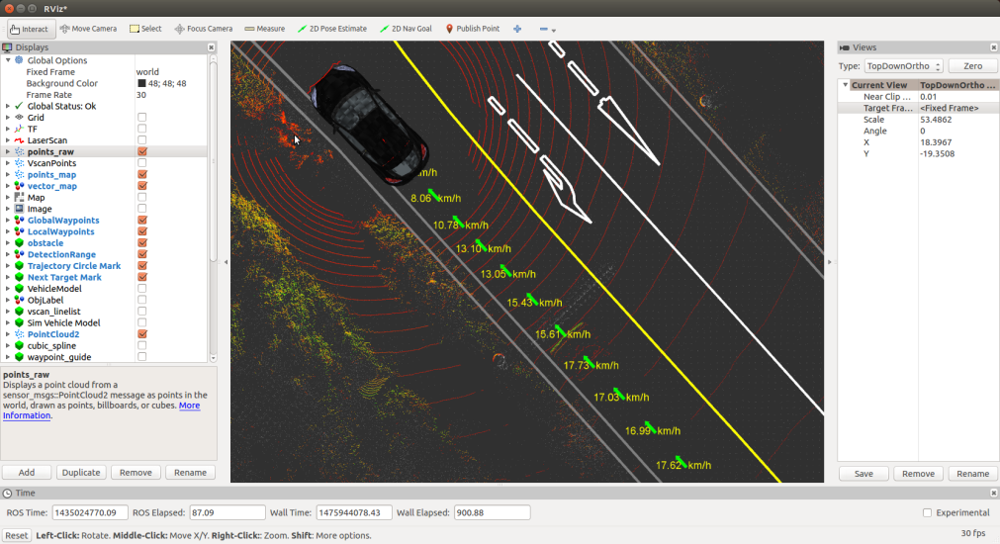 RViz*
Interact Move Camera Select Focus Camera Measure 2D Pose Estimate 2D Nav Goal Publish Point
Displays
Global Options
Fixed Frame world
Background Color 48; 48; 48
Frame Rate 30
Global Status: Ok
Grid
TF
LaserScan
points_raw
VscanPoints
points_map
vector_map
Map
Image
GlobalWaypoints
LocalWaypoints
obstacle
DetectionRange
Trajectory Circle Mark
Next Target Mark
VehicleModel
ObjLabel
vscan_linelist
Sim Vehicle Model
PointCloud2
cubic_spline
waypoint_guide
points_raw
Displays a point cloud from a
sensor_msgs::PointCloud2 message as points in the
world, drawn as points, billboards, or cubes. More
Information.
Add Duplicate Remove Rename
m/h
8.06 km/h
10.78 km/h
13.10 km/h
13.05 km/h
15.43 km/h
15.61 km/h
17.73 km/h
17.03 km/h
16.99 km/h
17.62 km/h
Views
Type: TopDownOrtho Zero
Current View TopDownOrtho ...
Near Clip ... 0.01
Target Fra... <Fixed Frame>
Scale 53.4862
Angle 0
X 18.3967
Y -19.3508
Save Remove Rename
Time
ROS Time: 1435024770.09 ROS Elapsed: 87.09 Wall Time: 1475944078.43 Wall Elapsed: 900.88 Experimental
Reset Left-Click: Rotate. Middle-Click: Move X/Y. Right-Click:: Zoom. Shift: More options. 30 fps